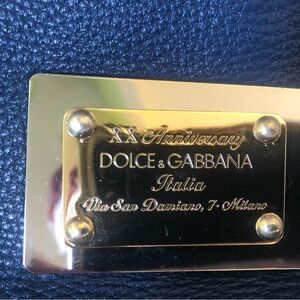 XX Anniversary
DOLCE & GABBANA
Italia
Via San Damiano, 7 - Milano